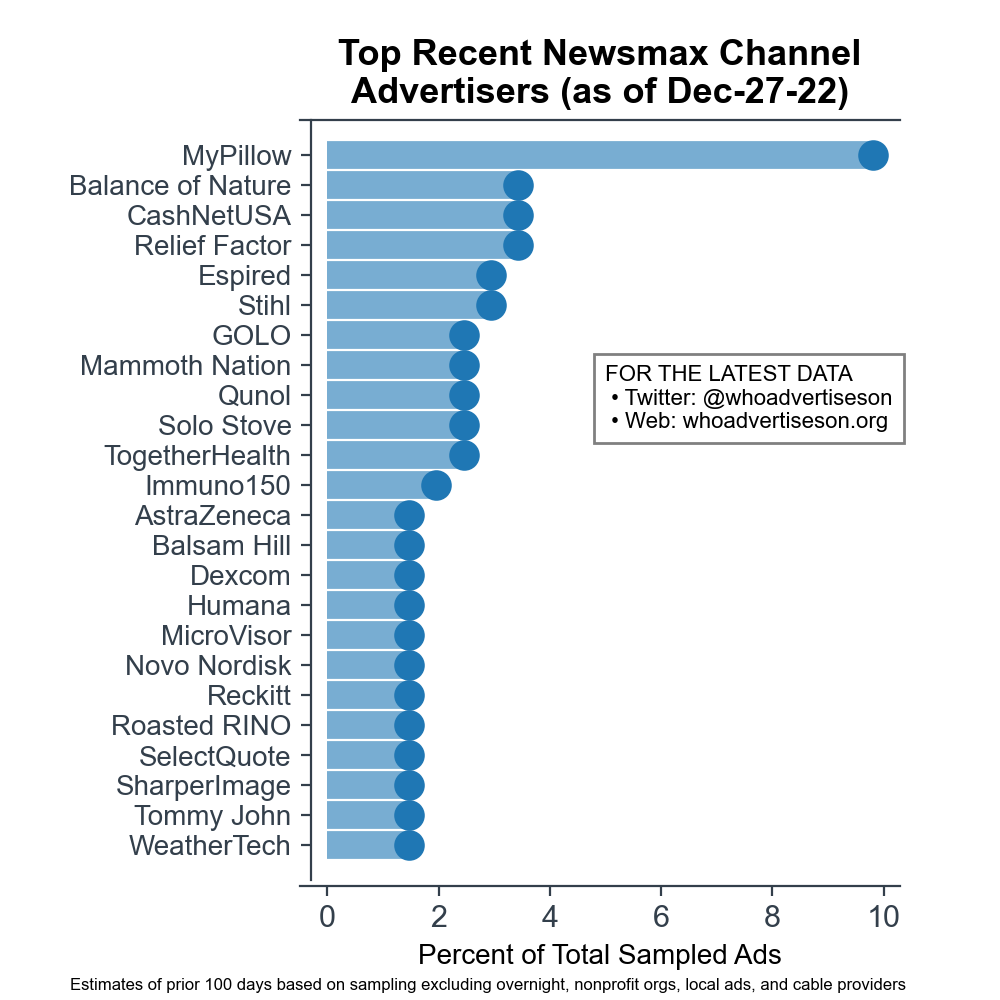 Top Recent Newsmax Channel
Advertisers (as of Dec-27-22)
MyPillow
Balance of Nature
CashNetUSA
Relief Factor
Espired
Stihl
GOLO
Mammoth Nation
Qunol
Solo Stove
TogetherHealth
Immuno150
AstraZeneca
Balsam Hill
Dexcom
Humana
MicroVisor
Novo Nordisk
Reckitt
Roasted RINO
SelectQuote
SharperImage
Tommy John
WeatherTech
FOR THE LATEST DATA
• Twitter: @whoadvertiseson
• Web: whoadvertiseson.org
0 2 4 6 8 10
Percent of Total Sampled Ads
Estimates of prior 100 days based on sampling excluding overnight, nonprofit orgs, local ads, and cable providers